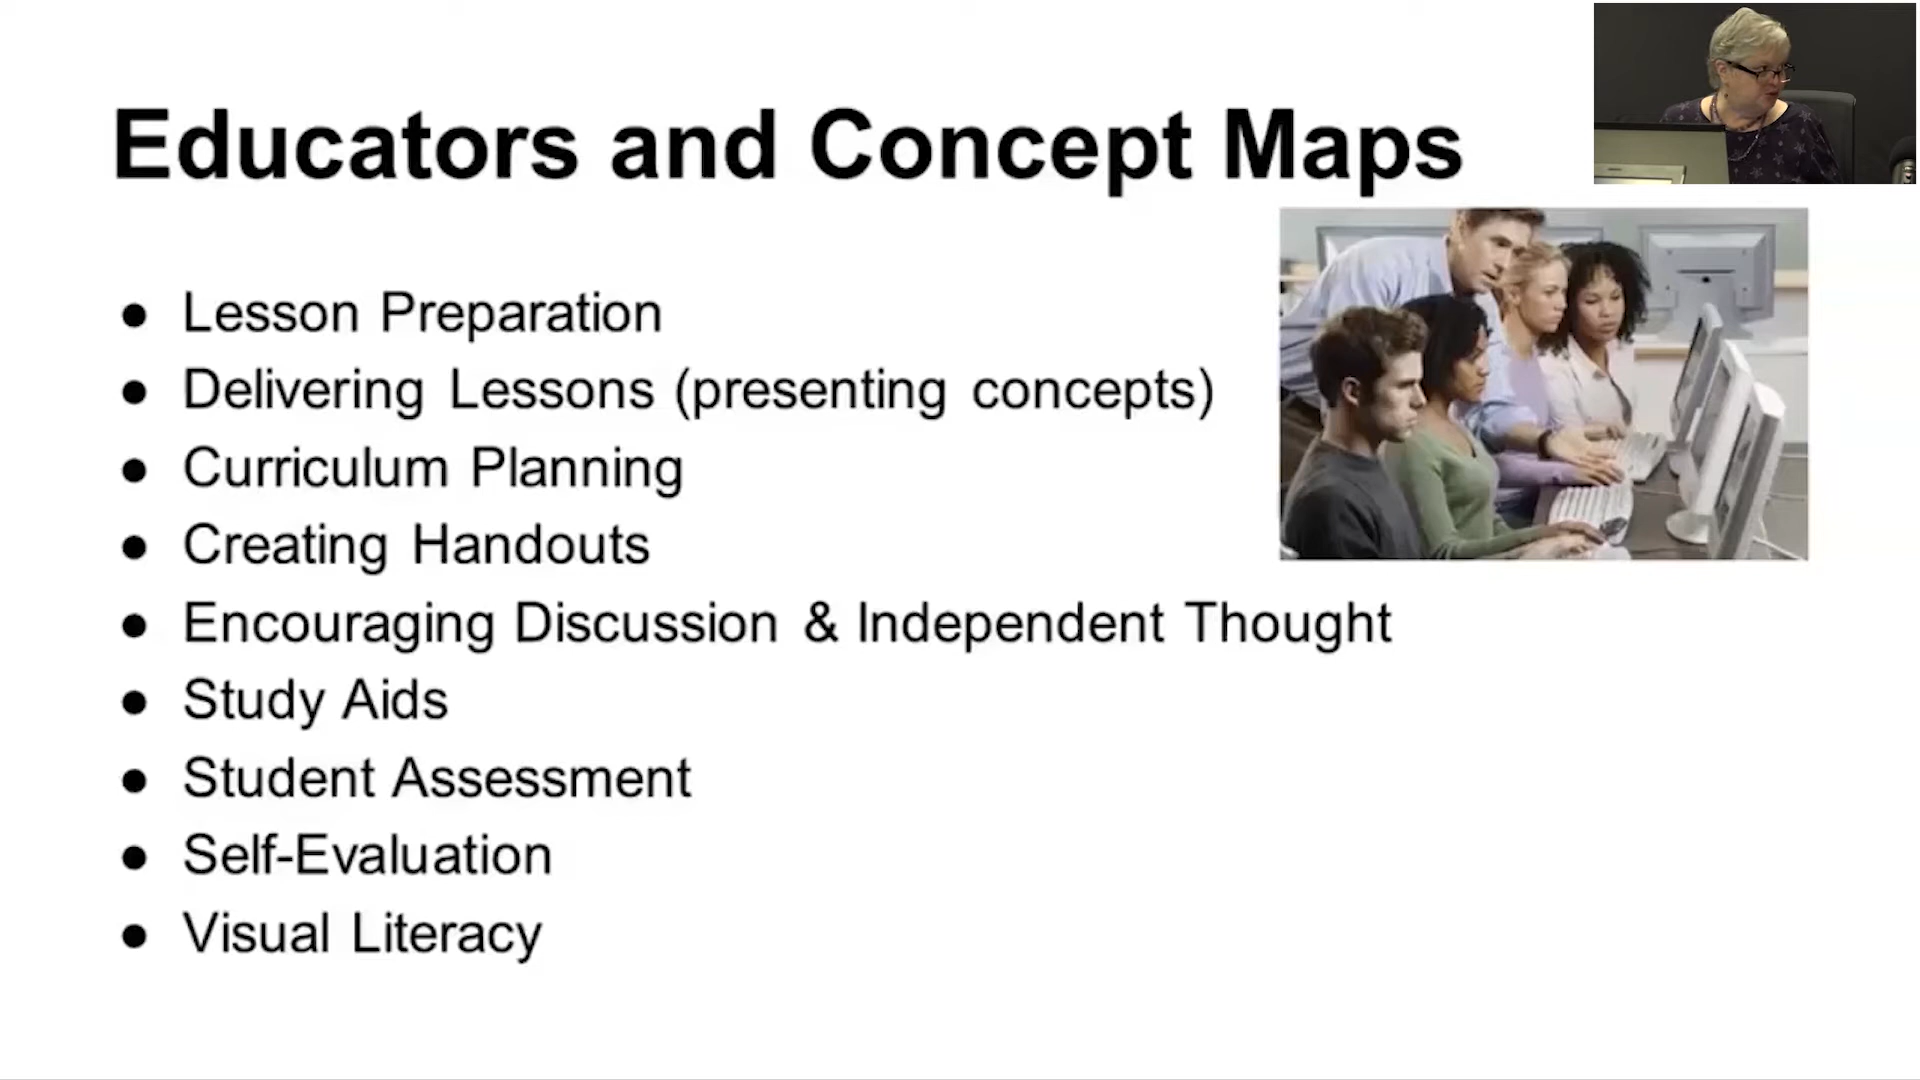 Educators and Concept Maps
● Lesson Preparation
● Delivering Lessons (presenting concepts)
● Curriculum Planning
● Creating Handouts
● Encouraging Discussion & Independent Thought
● Study Aids
● Student Assessment
● Self-Evaluation
● Visual Literacy